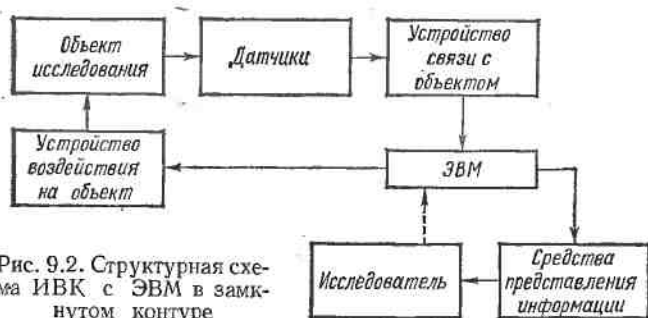 Объект
исследования
Датчики
Устройство
связи с
объектом
Устройство
воздействия
на объект
ЭВМ
Исследователь
Средства
представления
информации
Рис. 9.2. Структурная схе-
ма ИВК с ЭВМ в замк-
нутом контуре